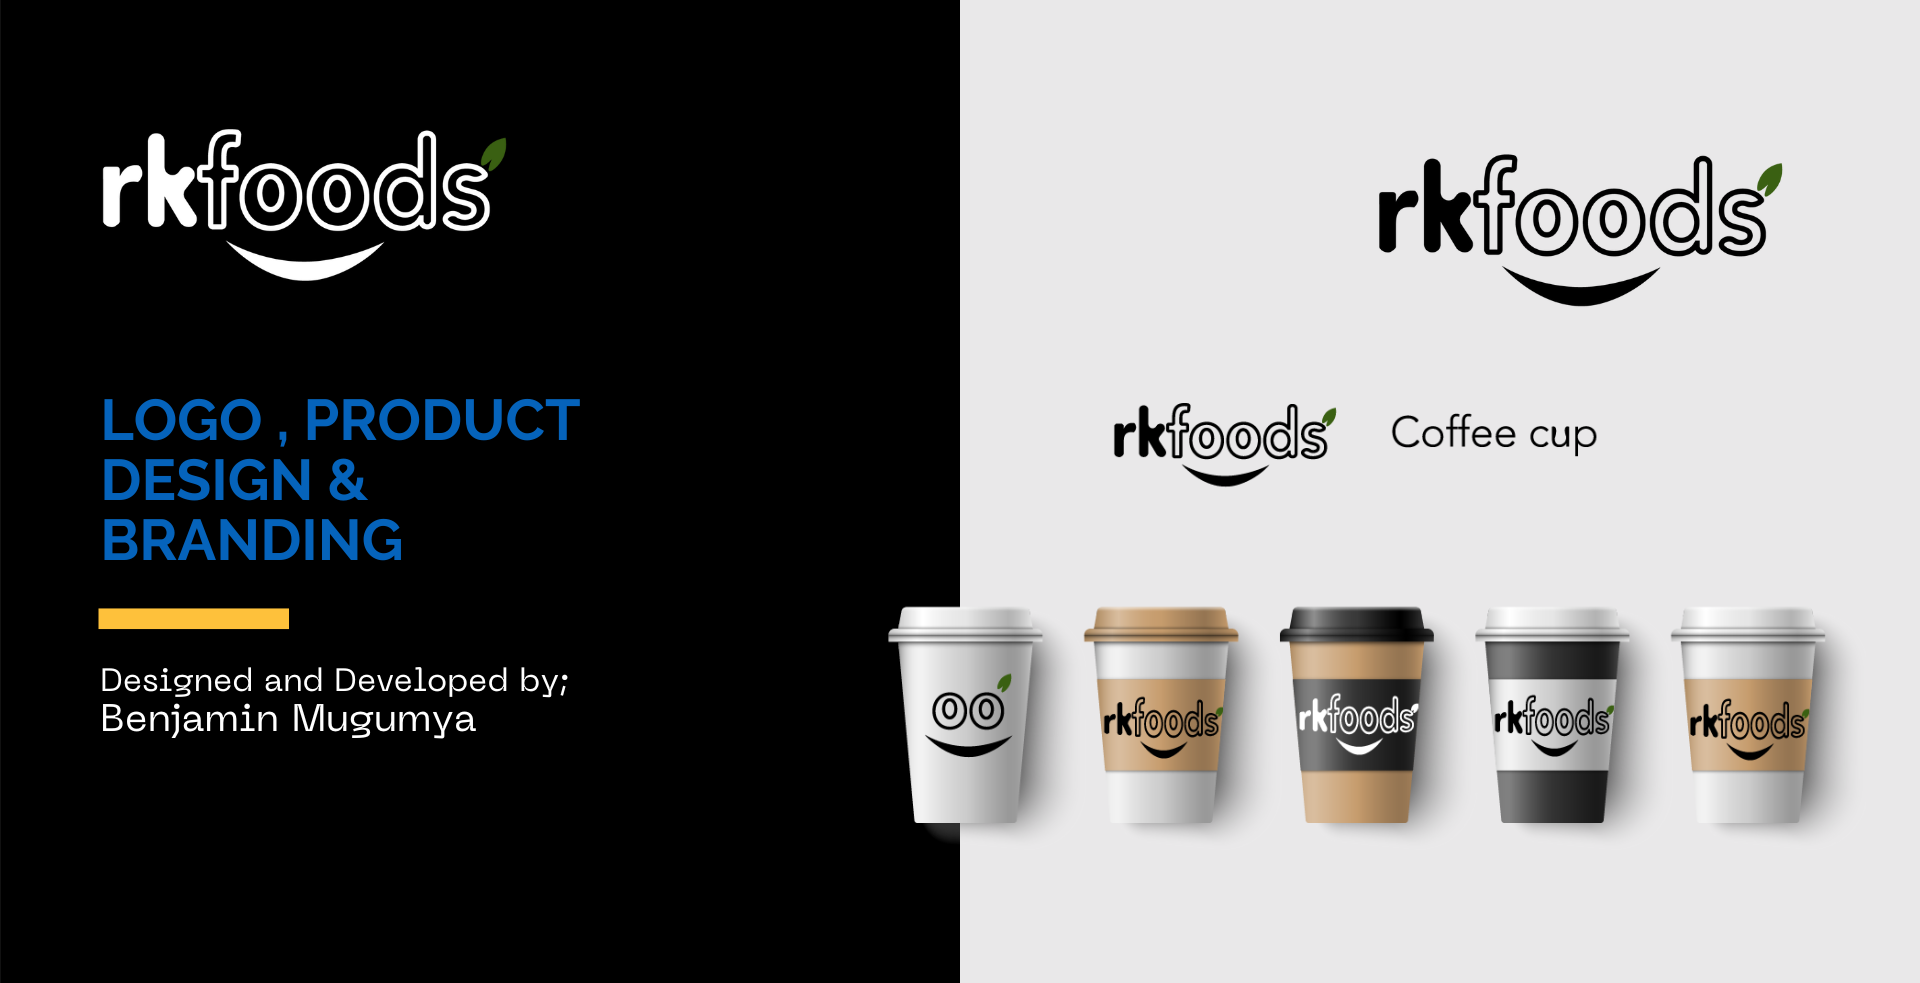 rkfoods
LOGO , PRODUCT
DESIGN &
BRANDING
Designed and Developed by;
Benjamin Mugumya
rkfoods
rkfoods
Coffee cup
oo
rkfoods
rkfoods
rkfoods
rkfoods